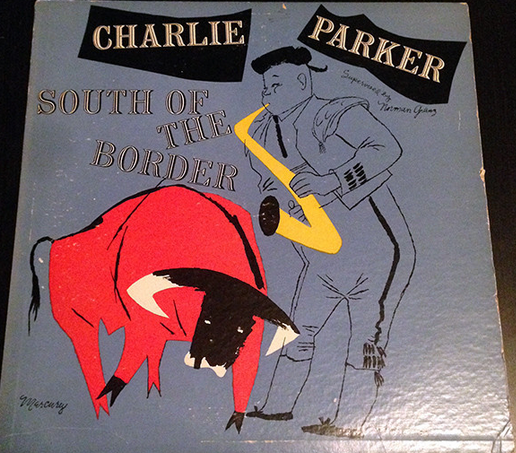 CHARLIE
PARKER
Supervised by
Norman Granz
SOUTH OF
THE
BORDER
Mercury